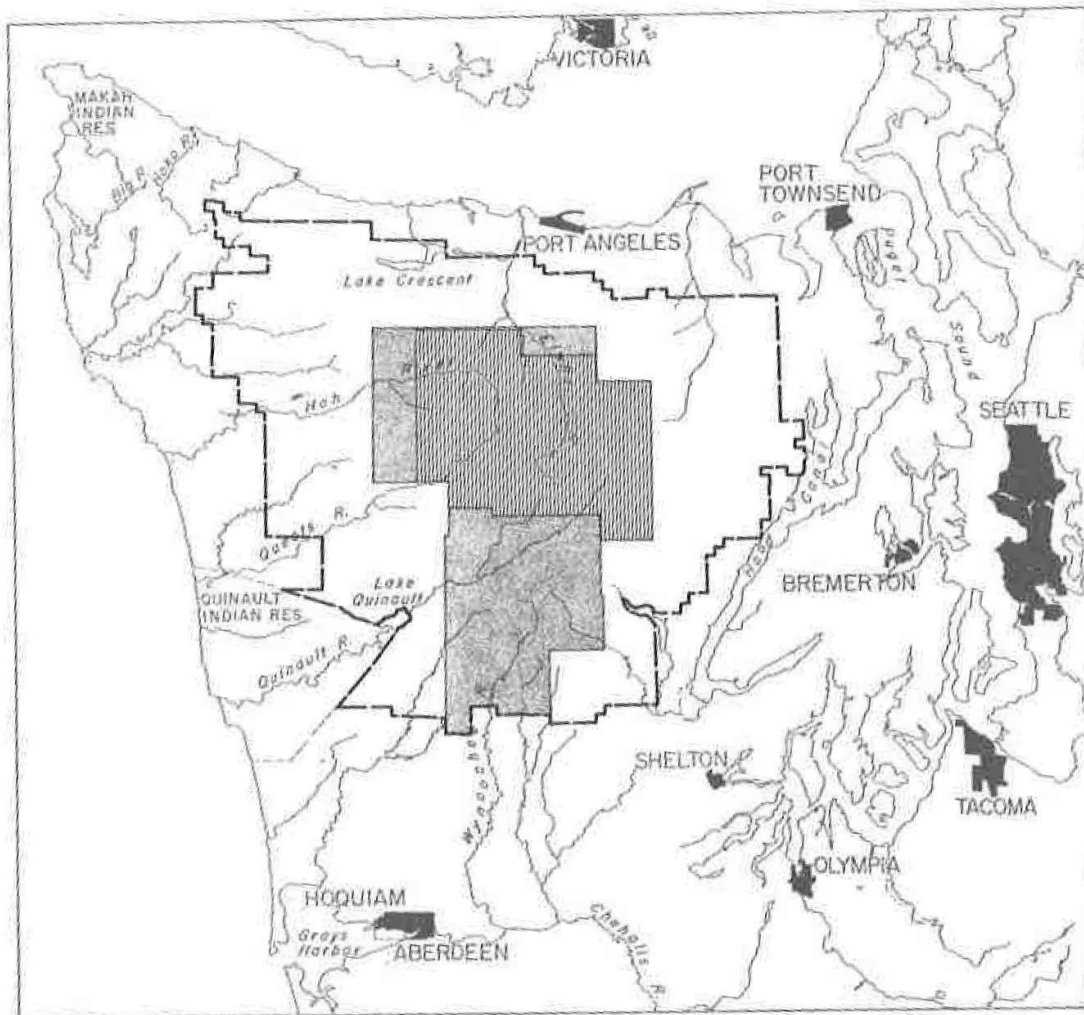 VICTORIA
MAKAH
INDIAN
RES
Hoko R.
PORT
TOWNSEND
PORT ANGELES
Lake Crescent
Sound
Hoh River
SEATTLE
Hood Canal
Queets R.
BREMERTON
Lake
Quinault
QUINAULT
INDIAN RES.
Quinault R.
Wynoochee
SHELTON
TACOMA
OLYMPIA
HOQUIAM
Grays
Harbor
ABERDEEN
Chehalis R.